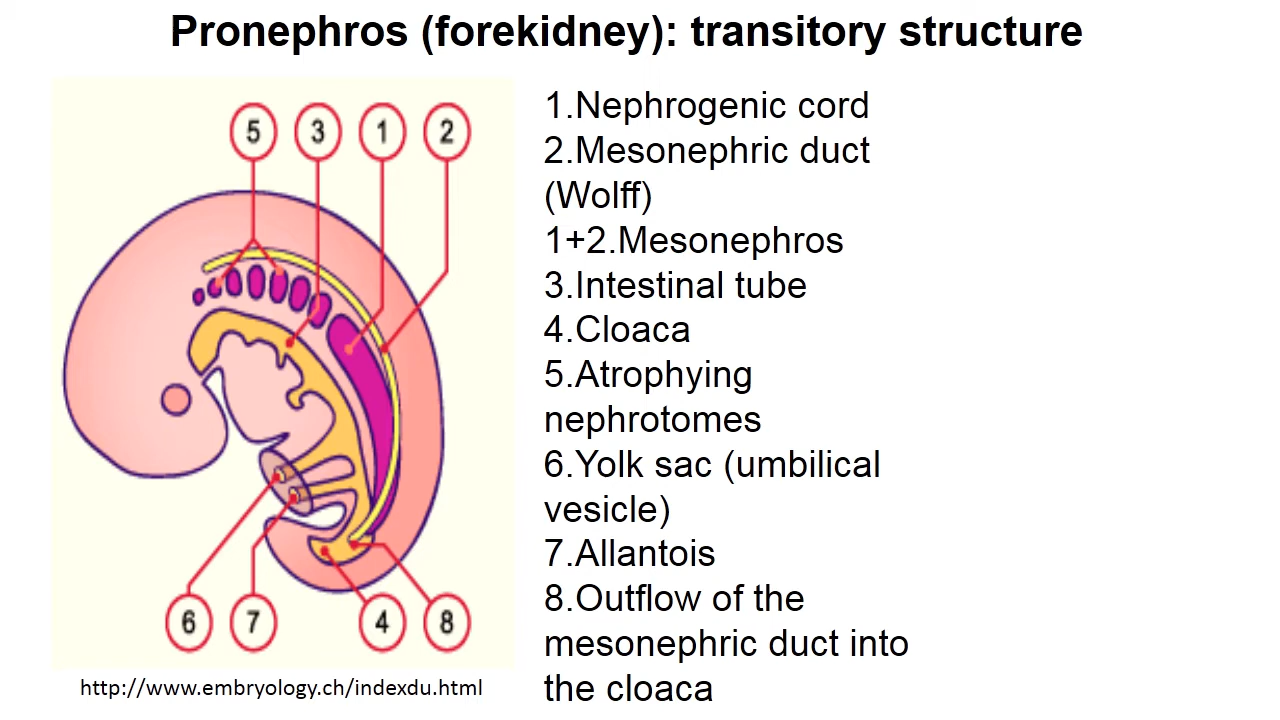 Pronephros (forekidney): transitory structure
5 3 1 2
6 7 4 8
http://www.embryology.ch/indexdu.html
1.Nephrogenic cord
2.Mesonephric duct
(Wolff)
1+2.Mesonephros
3.Intestinal tube
4.Cloaca
5.Atrophying
nephrotomes
6.Yolk sac (umbilical
vesicle)
7.Allantois
8.Outflow of the
mesonephric duct into
the cloaca